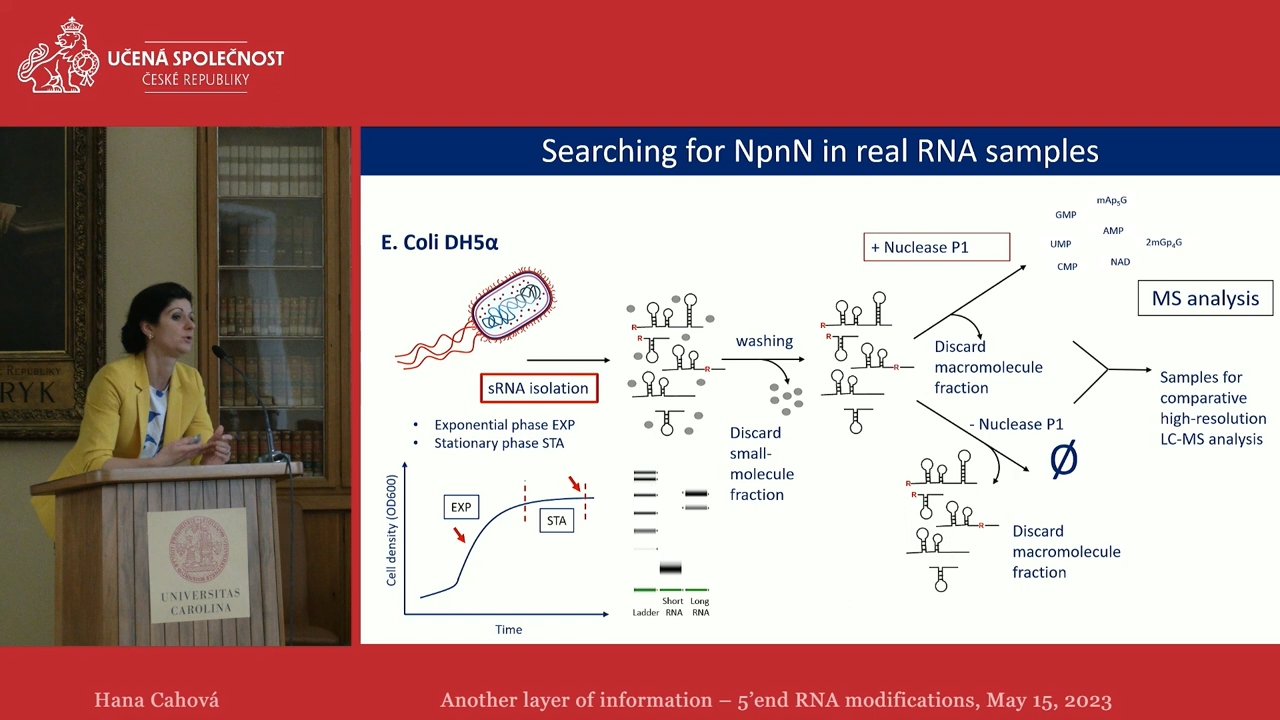 UČENÁ SPOLEČNOST
ČESKÉ REPUBLIKY
REPUBLIKY
RYK
UNIVERSITAS
CAROLINA
Searching for NpnN in real RNA samples
E. Coli DH5α
sRNA isolation
• Exponential phase EXP
• Stationary phase STA
Cell density (OD600)
EXP
STA
Time
R
R
R
washing
Discard
small-
molecule
fraction
Ladder
Short
RNA
Long
RNA
R
R
R
+ Nuclease P1
Discard
macromolecule
fraction
- Nuclease P1
Ø
R
R
R
Discard
macromolecule
fraction
mAp5G
GMP
AMP
UMP
2mGp4G
CMP
NAD
MS analysis
Samples for
comparative
high-resolution
LC-MS analysis
Hana Cahová
Another layer of information – 5’end RNA modifications, May 15, 2023